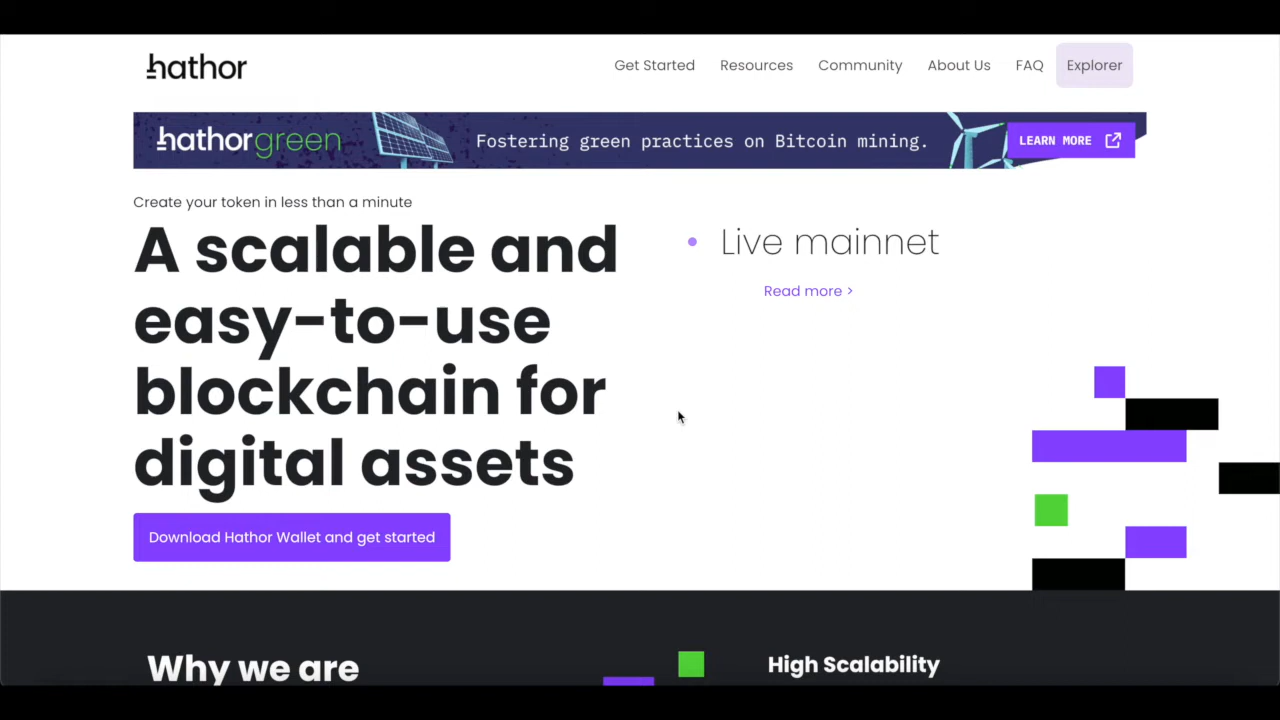 hathor
Get Started
Resources
Community
About Us
FAQ
Explorer
hathorgreen
Fostering green practices on Bitcoin mining.
LEARN MORE
Create your token in less than a minute
A scalable and
easy-to-use
blockchain for
digital assets
Download Hathor Wallet and get started
Live mainnet
Read more >
Why we are
High Scalability